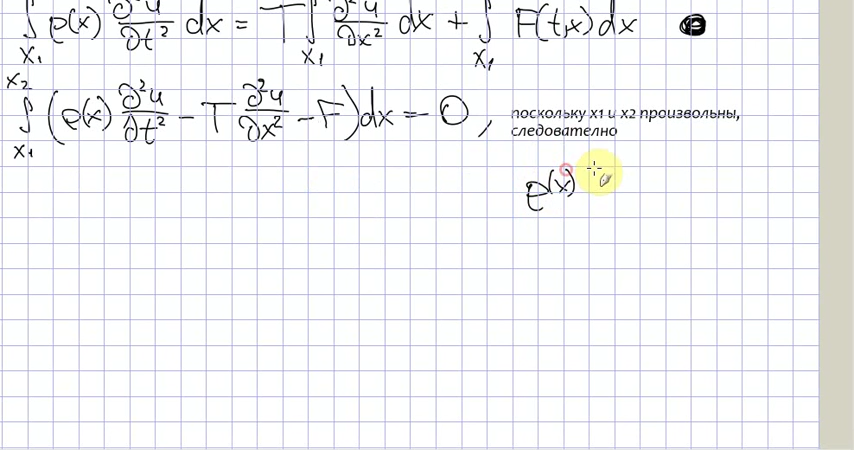 ∫_{x₁} ρ(x) ∂²u/∂t² dx = T ∫_{x₁} ∂²u/∂x² dx + ∫_{x₁} F(t,x)dx
∫_{x₁}^{x₂} (ρ(x) ∂²u/∂t² − T ∂²u/∂x² − F)dx = 0,
поскольку x1 и x2 произвольны,
следователно
ρ(x)